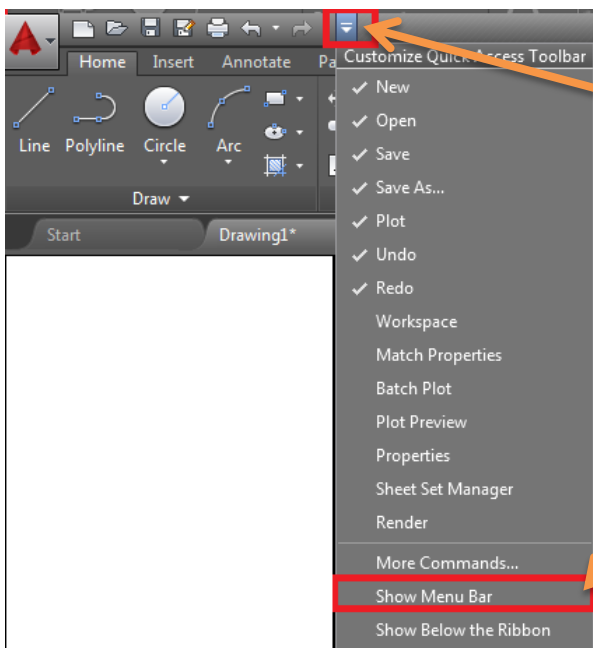 Customize Quick Access Toolbar
Home Insert Annotate
Line Polyline Circle Arc
Draw
Start Drawing1*
New
Open
Save
Save As...
Plot
Undo
Redo
Workspace
Match Properties
Batch Plot
Plot Preview
Properties
Sheet Set Manager
Render
More Commands...
Show Menu Bar
Show Below the Ribbon